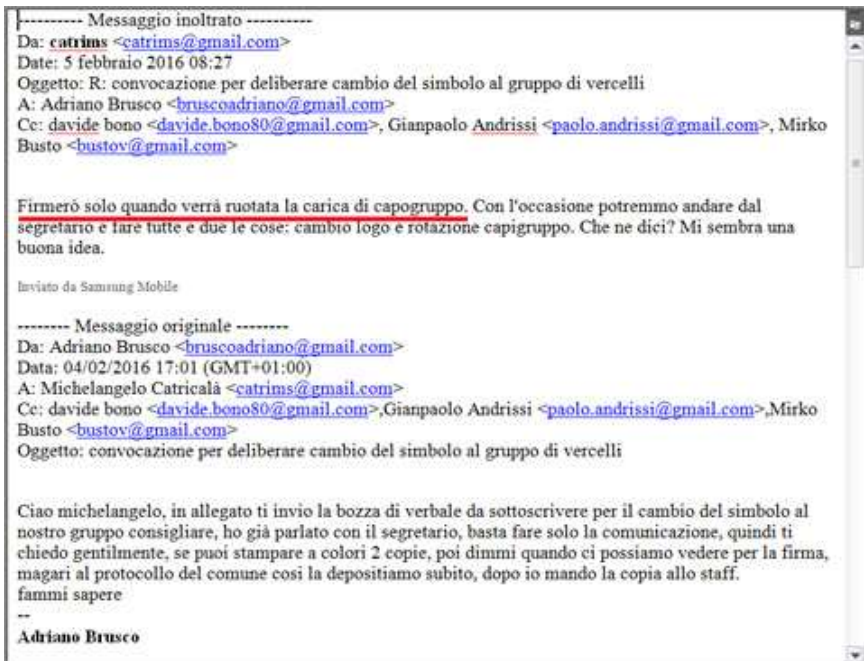 ---------- Messaggio inoltrato ----------
Da: catrims <catrims@gmail.com>
Date: 5 febbraio 2016 08:27
Oggetto: R: convocazione per deliberare cambio del simbolo al gruppo di vercelli
A: Adriano Brusco <bruscoadriano@gmail.com>
Cc: davide bono <davide.bono80@gmail.com>, Gianpaolo Andrissi <paolo.andrissi@gmail.com>, Mirko
Busto <bustov@gmail.com>
Firmeró solo quando verrà ruotata la carica di capogruppo. Con l'occasione potremmo andare dal
segretario e fare tutte e due le cose: cambio logo e rotazione capigruppo. Che ne dici? Mi sembra una
buona idea.
Inviato da Samsung Mobile
-------- Messaggio originale --------
Da: Adriano Brusco <bruscoadriano@gmail.com>
Data: 04/02/2016 17:01 (GMT+01:00)
A: Michelangelo Catricalà <catrims@gmail.com>
Cc: davide bono <davide.bono80@gmail.com>,Gianpaolo Andrissi <paolo.andrissi@gmail.com>,Mirko
Busto <bustov@gmail.com>
Oggetto: convocazione per deliberare cambio del simbolo al gruppo di vercelli
Ciao michelangelo, in allegato ti invio la bozza di verbale da sottoscrivere per il cambio del simbolo al
nostro gruppo consigliare, ho già parlato con il segretario, basta fare solo la comunicazione, quindi ti
chiedo gentilmente, se puoi stampare a colori 2 copie, poi dimmi quando ci possiamo vedere per la firma,
magari al protocollo del comune cosi la depositiamo subito, dopo io mando la copia allo staff.
fammi sapere
--
Adriano Brusco